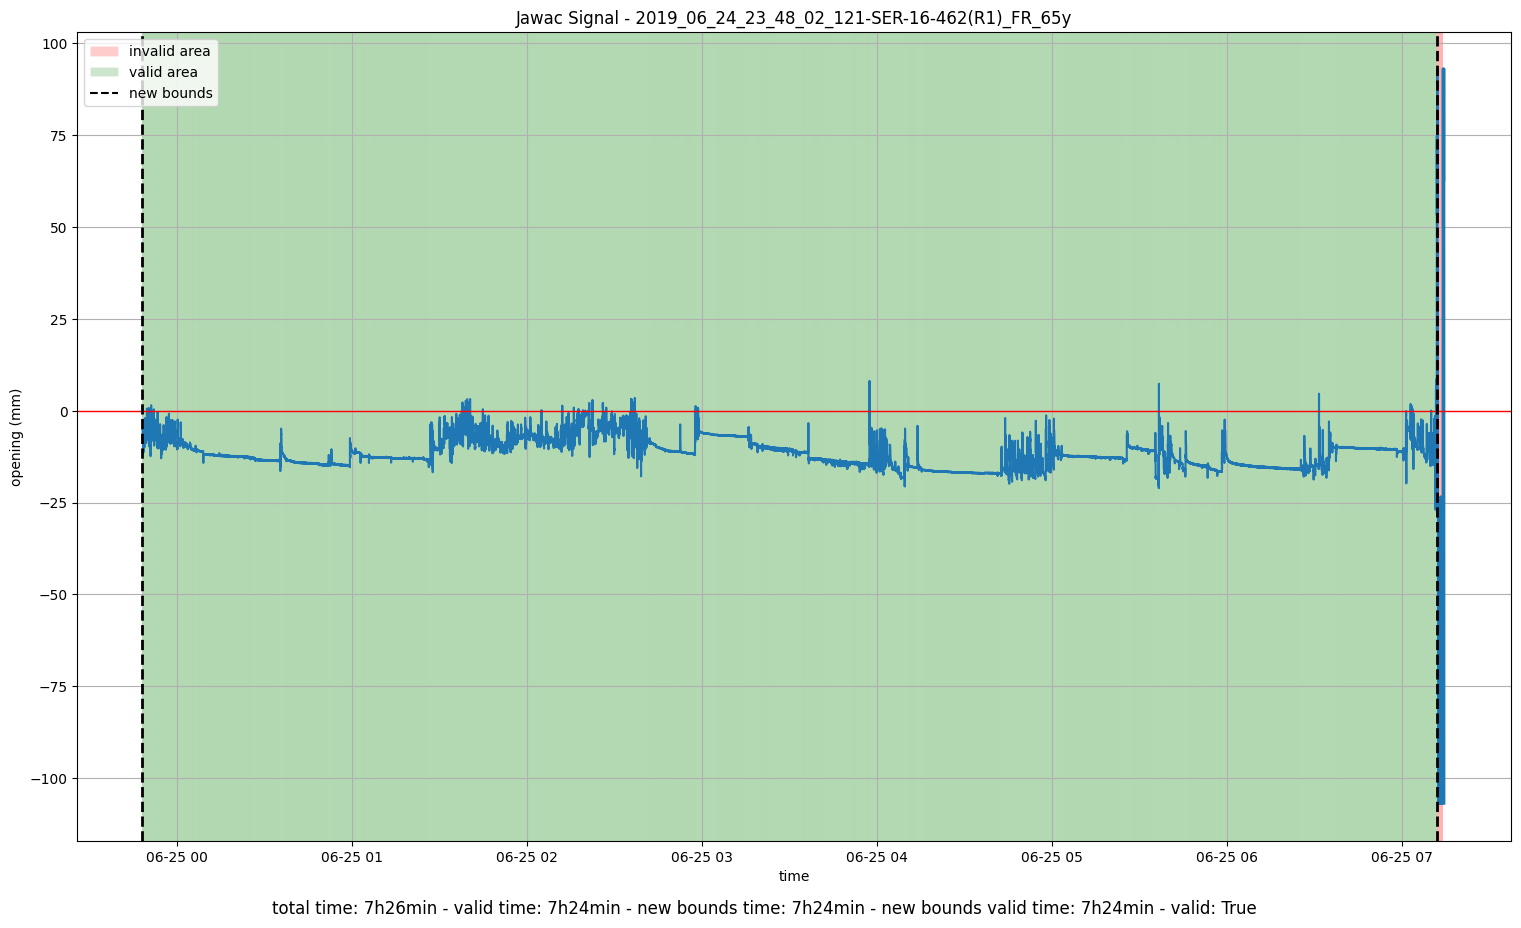 Jawac Signal - 2019_06_24_23_48_02_121-SER-16-462(R1)_FR_65y
invalid area
valid area
new bounds
100
75
50
25
0
−25
−50
−75
−100
opening (mm)
06-25 00 06-25 01 06-25 02 06-25 03 06-25 04 06-25 05 06-25 06 06-25 07
time
total time: 7h26min - valid time: 7h24min - new bounds time: 7h24min - new bounds valid time: 7h24min - valid: True